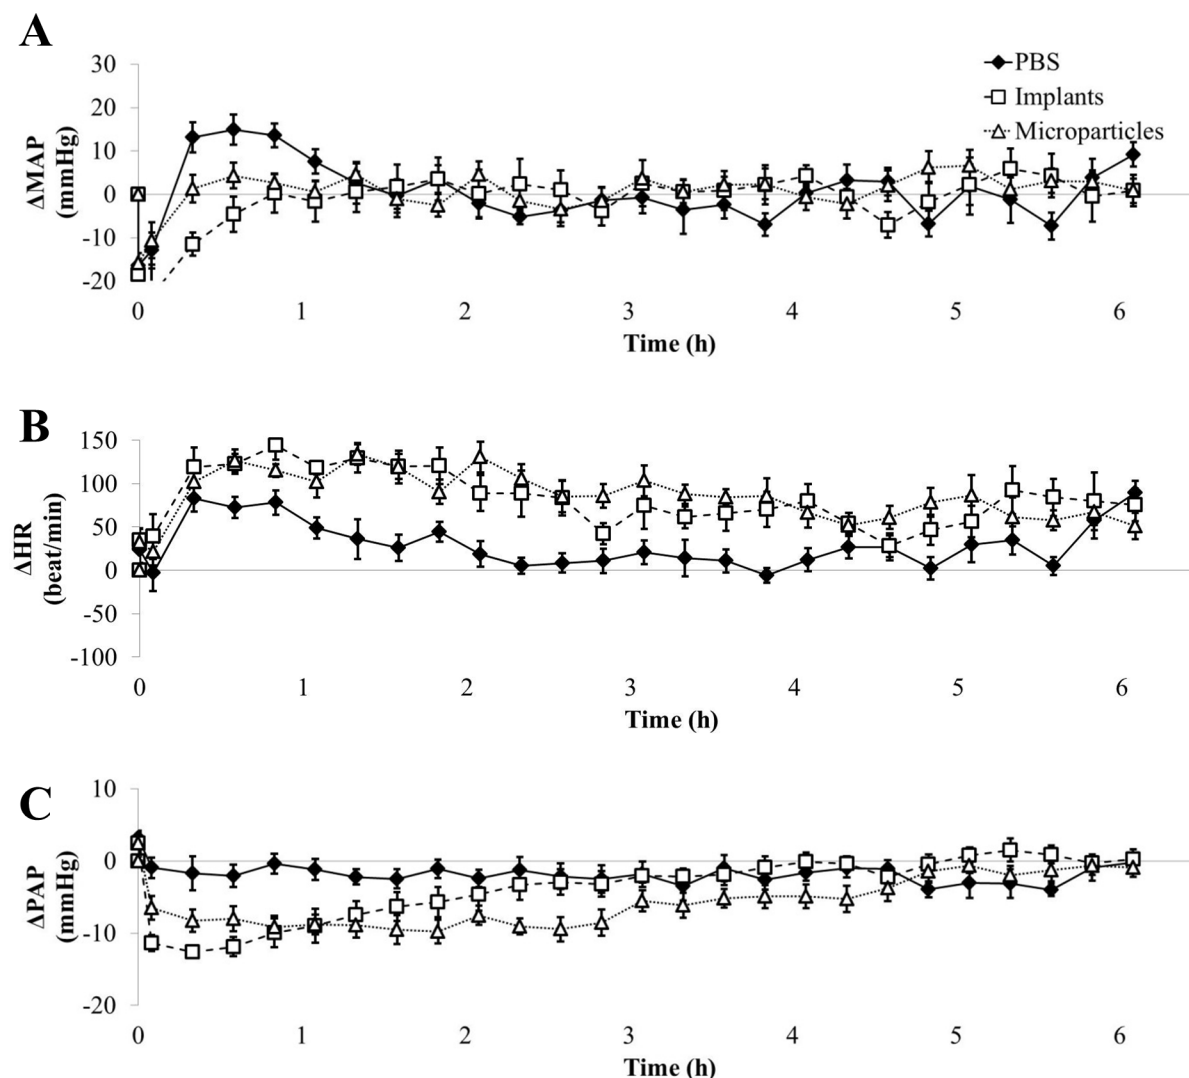 A
30
20
10
0
-10
-20
ΔMAP
(mmHg)
PBS
Implants
Microparticles
0 1 2 3 4 5 6
Time (h)
B
150
100
50
0
-50
-100
ΔHR
(beat/min)
0 1 2 3 4 5 6
Time (h)
C
10
0
-10
-20
ΔPAP
(mmHg)
0 1 2 3 4 5 6
Time (h)